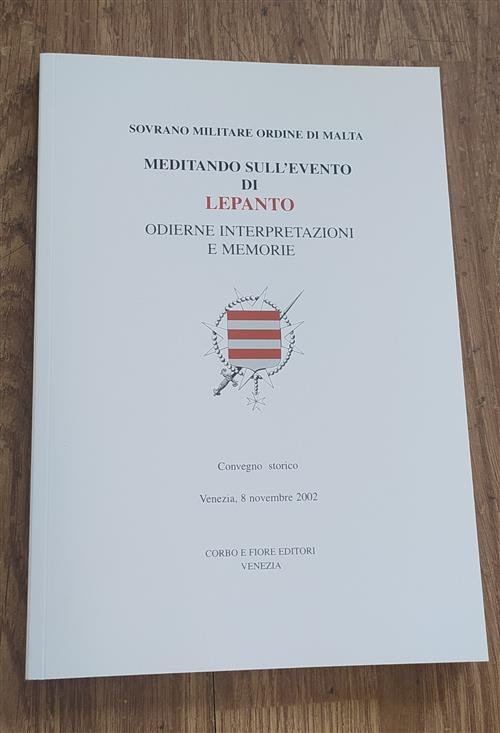 SOVRANO MILITARE ORDINE DI MALTA
MEDITANDO SULL'EVENTO
DI
LEPANTO
ODIERNE INTERPRETAZIONI
E MEMORIE
Convegno storico
Venezia, 8 novembre 2002
CORBO E FIORE EDITORI
VENEZIA